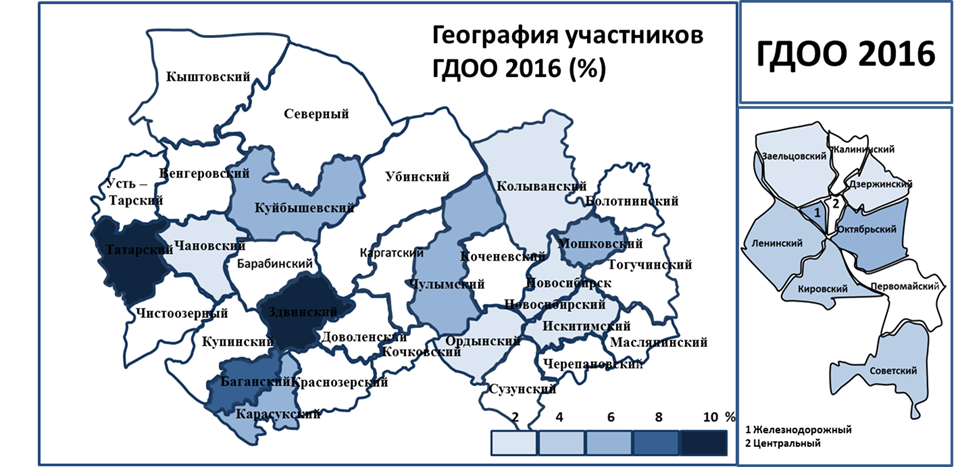 География участников
ГДОО 2016 (%)
ГДОО 2016
Кыштовский
Северный
Венгеровский
Усть –
Тарский
Куйбышевский
Убинский
Колыванский
Болотнинский
Татарский
Чановский
Барабинский
Каргатский
Коченевский
Мошковский
Тогучинский
Чулымский
Новосибирск
Новосибирский
Чистоозерный
Здвинский
Искитимский
Купинский
Доволенский
Кочковский
Ордынский
Маслянинский
Черепановский
Баганский
Краснозерский
Сузунский
Карасукский
2 4 6 8 10 %
Заельцовский
Калининский
Дзержинский
2
1
Октябрьский
Ленинский
Кировский
Первомайский
Советский
1 Железнодорожный
2 Центральный